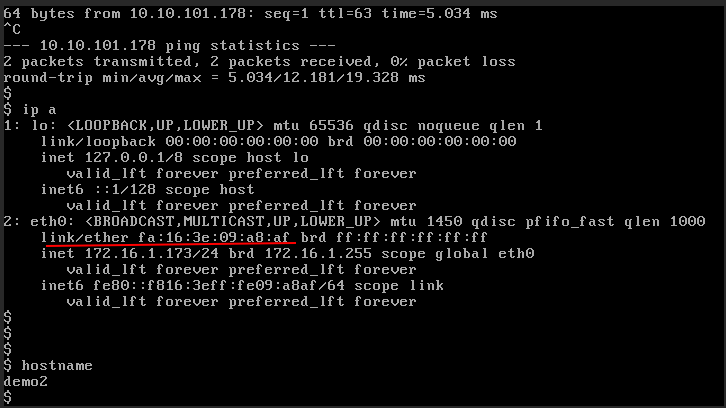 64 bytes from 10.10.101.178: seq=1 ttl=63 time=5.034 ms
^C
--- 10.10.101.178 ping statistics ---
2 packets transmitted, 2 packets received, 0% packet loss
round-trip min/avg/max = 5.034/12.181/19.328 ms
$
$ ip a
1: lo: <LOOPBACK,UP,LOWER_UP> mtu 65536 qdisc noqueue qlen 1
    link/loopback 00:00:00:00:00:00 brd 00:00:00:00:00:00
    inet 127.0.0.1/8 scope host lo
       valid_lft forever preferred_lft forever
    inet6 ::1/128 scope host
       valid_lft forever preferred_lft forever
2: eth0: <BROADCAST,MULTICAST,UP,LOWER_UP> mtu 1450 qdisc pfifo_fast qlen 1000
    link/ether fa:16:3e:09:a8:af brd ff:ff:ff:ff:ff:ff
    inet 172.16.1.173/24 brd 172.16.1.255 scope global eth0
       valid_lft forever preferred_lft forever
    inet6 fe80::f816:3eff:fe09:a8af/64 scope link
       valid_lft forever preferred_lft forever
$
$
$
$ hostname
demo2
$